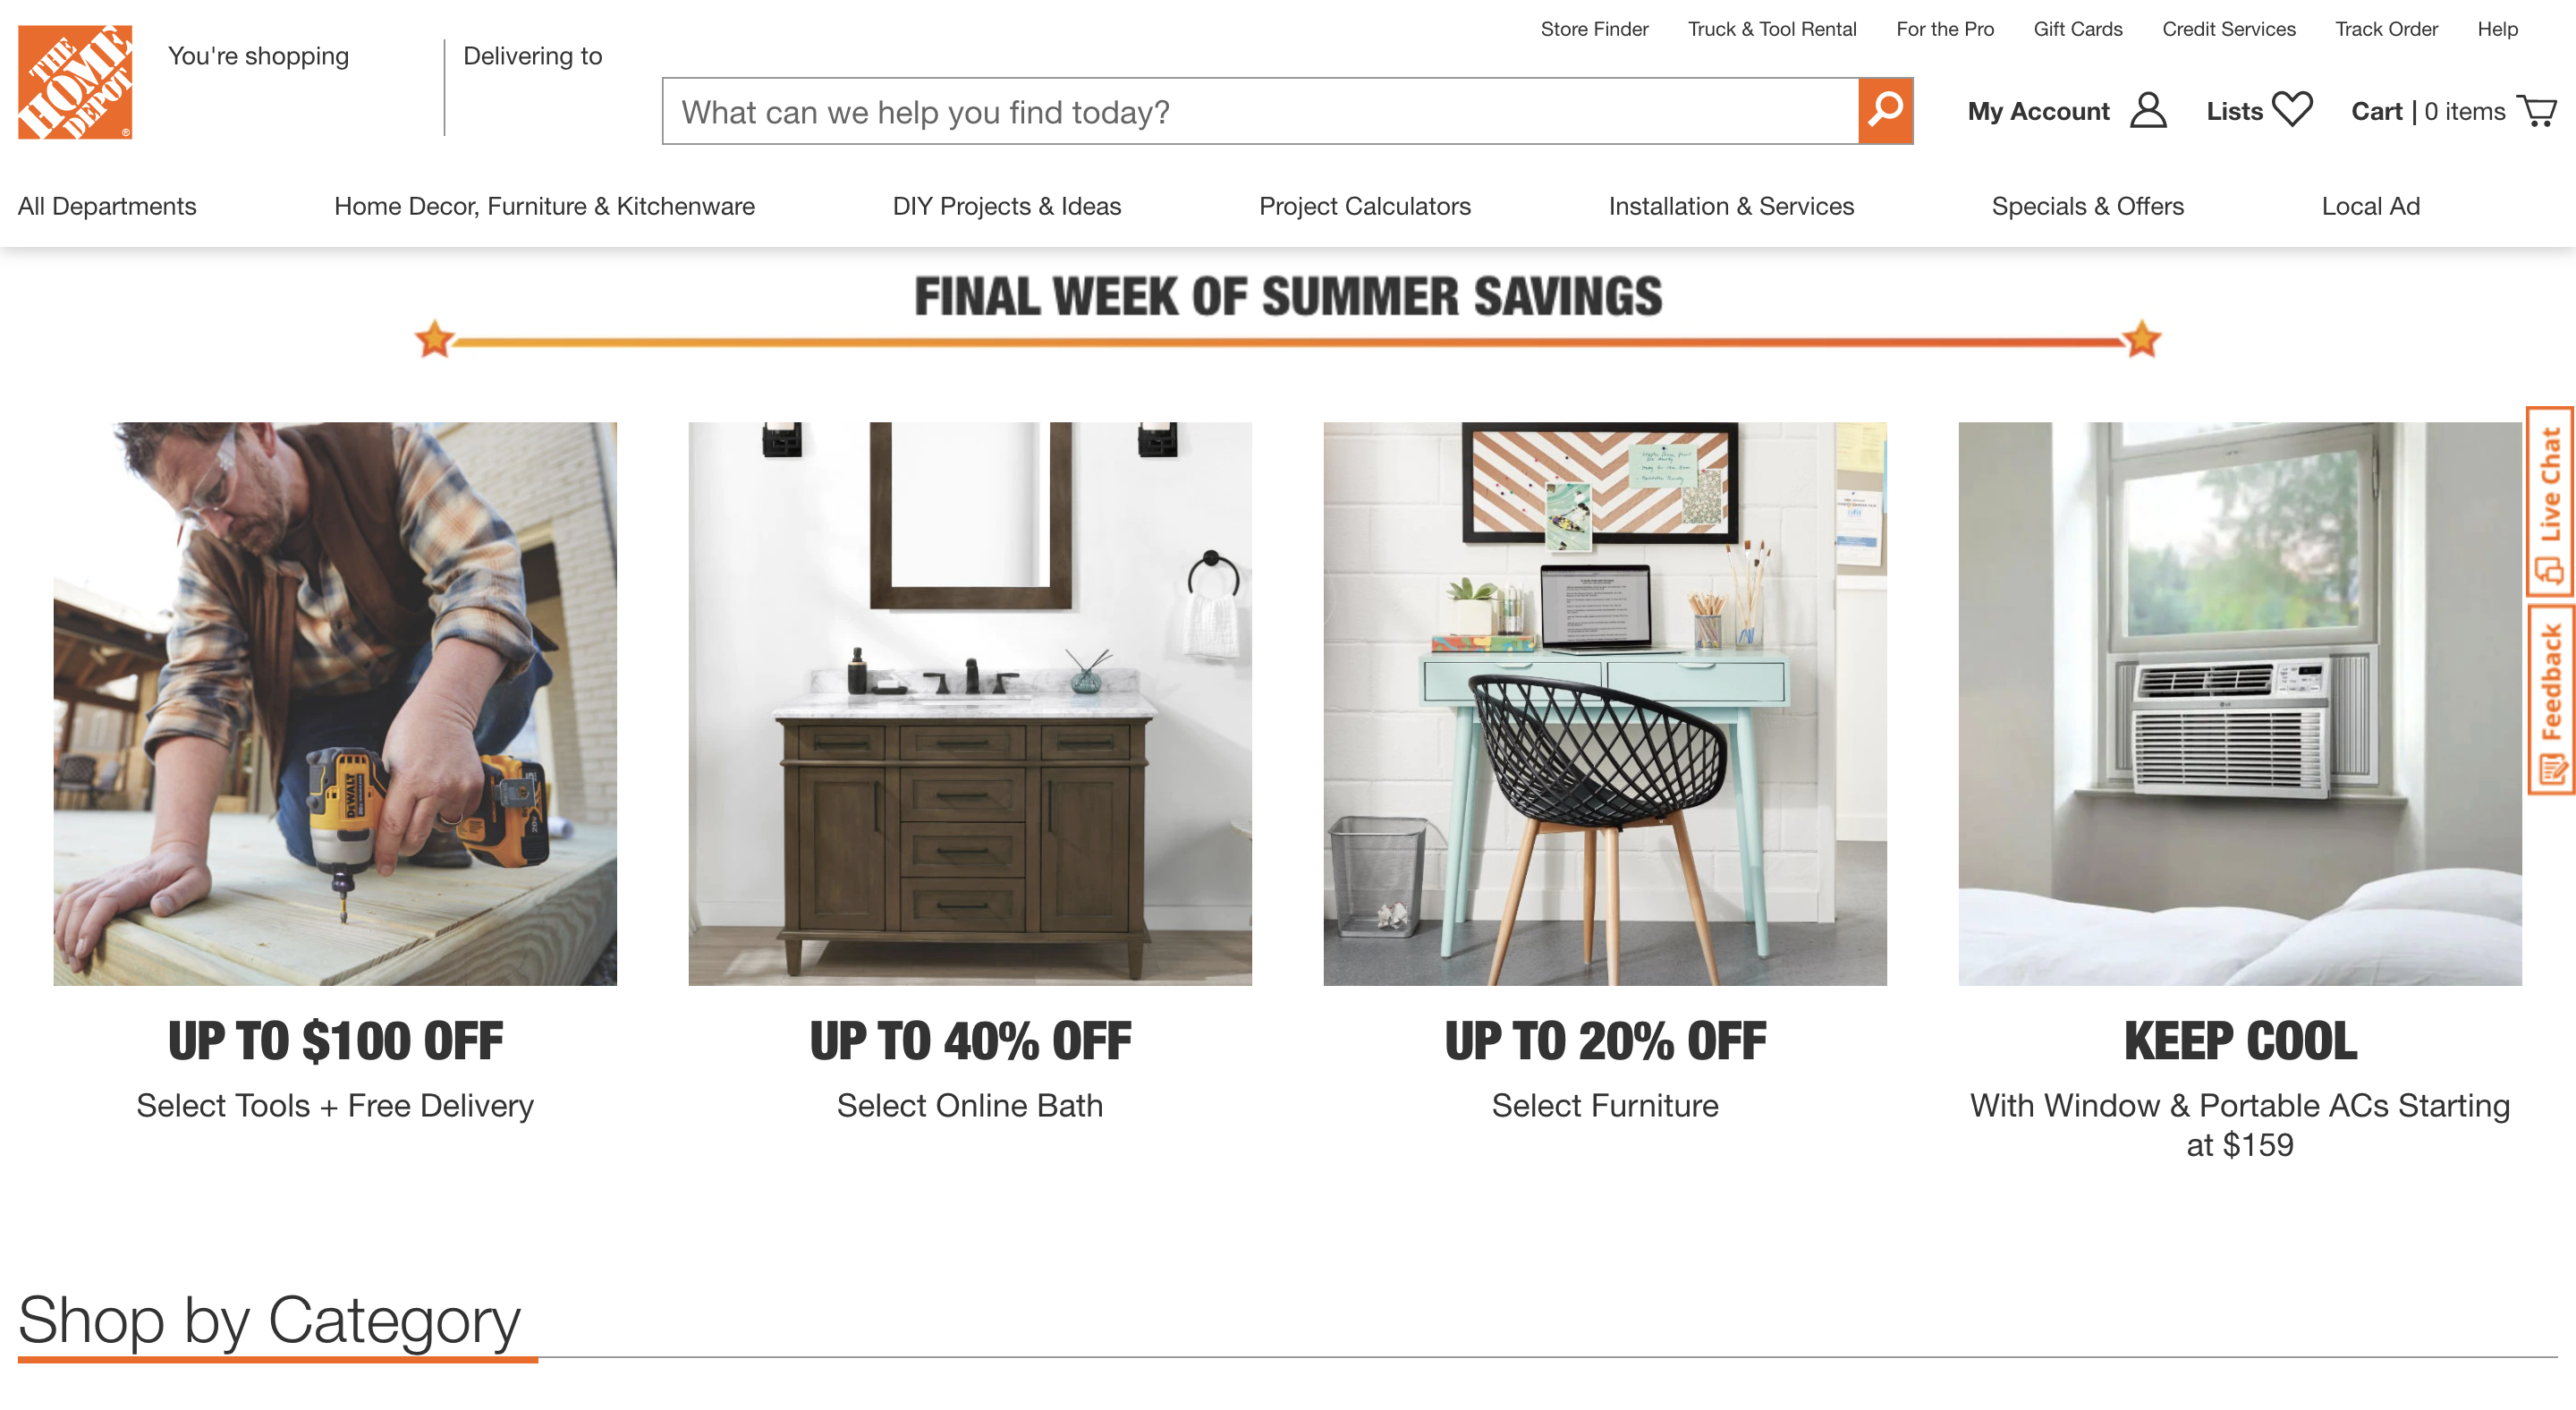 THE
HOME
DEPOT
®
You're shopping
Delivering to
Store Finder
Truck & Tool Rental
For the Pro
Gift Cards
Credit Services
Track Order
Help
What can we help you find today?
My Account
Lists
Cart | 0 items
All Departments
Home Decor, Furniture & Kitchenware
DIY Projects & Ideas
Project Calculators
Installation & Services
Specials & Offers
Local Ad
FINAL WEEK OF SUMMER SAVINGS
Live Chat
Feedback
DEWALT
20V
LG
UP TO $100 OFF
Select Tools + Free Delivery
UP TO 40% OFF
Select Online Bath
UP TO 20% OFF
Select Furniture
KEEP COOL
With Window & Portable ACs Starting
at $159
Shop by Category